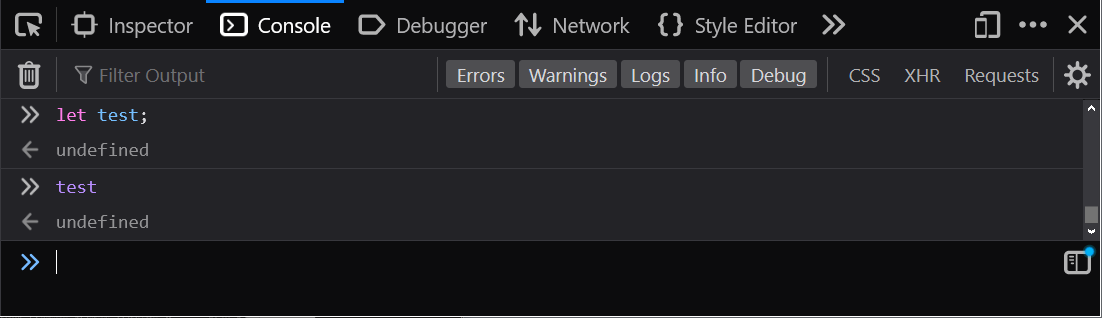 Inspector Console Debugger Network Style Editor
Filter Output Errors Warnings Logs Info Debug CSS XHR Requests
let test;
undefined
test
undefined